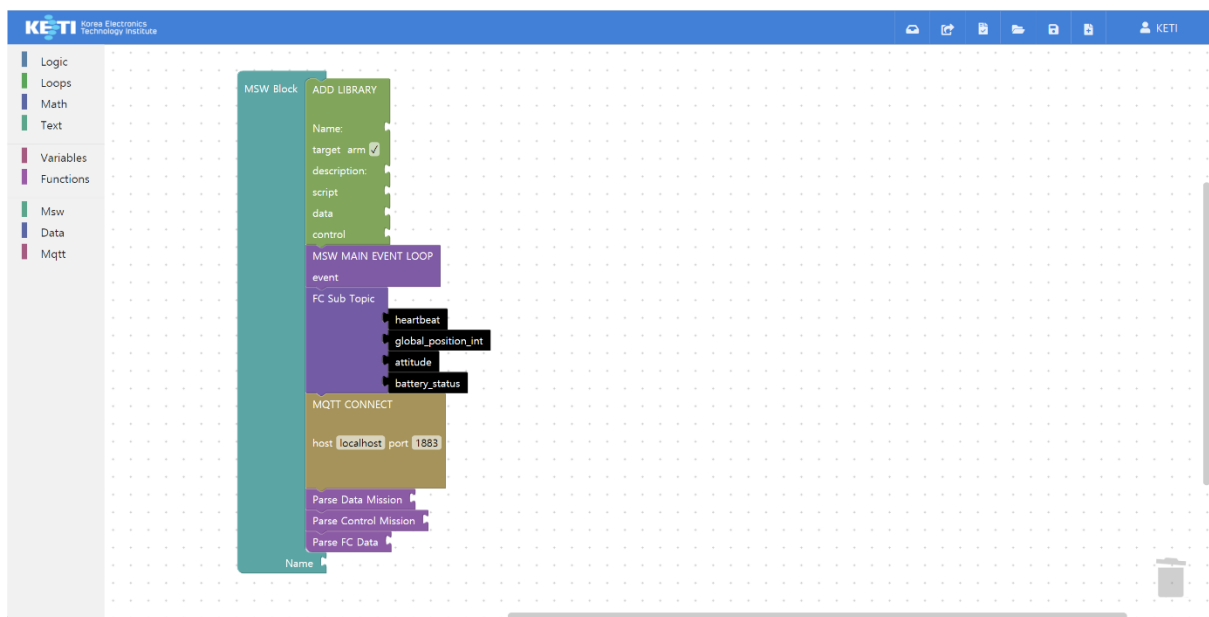 KETI Korea Electronics
Technology Institute
KETI
Logic
Loops
Math
Text
Variables
Functions
Msw
Data
Mqtt
MSW Block
ADD LIBRARY
Name:
target arm
description:
script
data
control
MSW MAIN EVENT LOOP
event
FC Sub Topic
heartbeat
global_position_int
attitude
battery_status
MQTT CONNECT
host localhost port 1883
Parse Data Mission
Parse Control Mission
Parse FC Data
Name